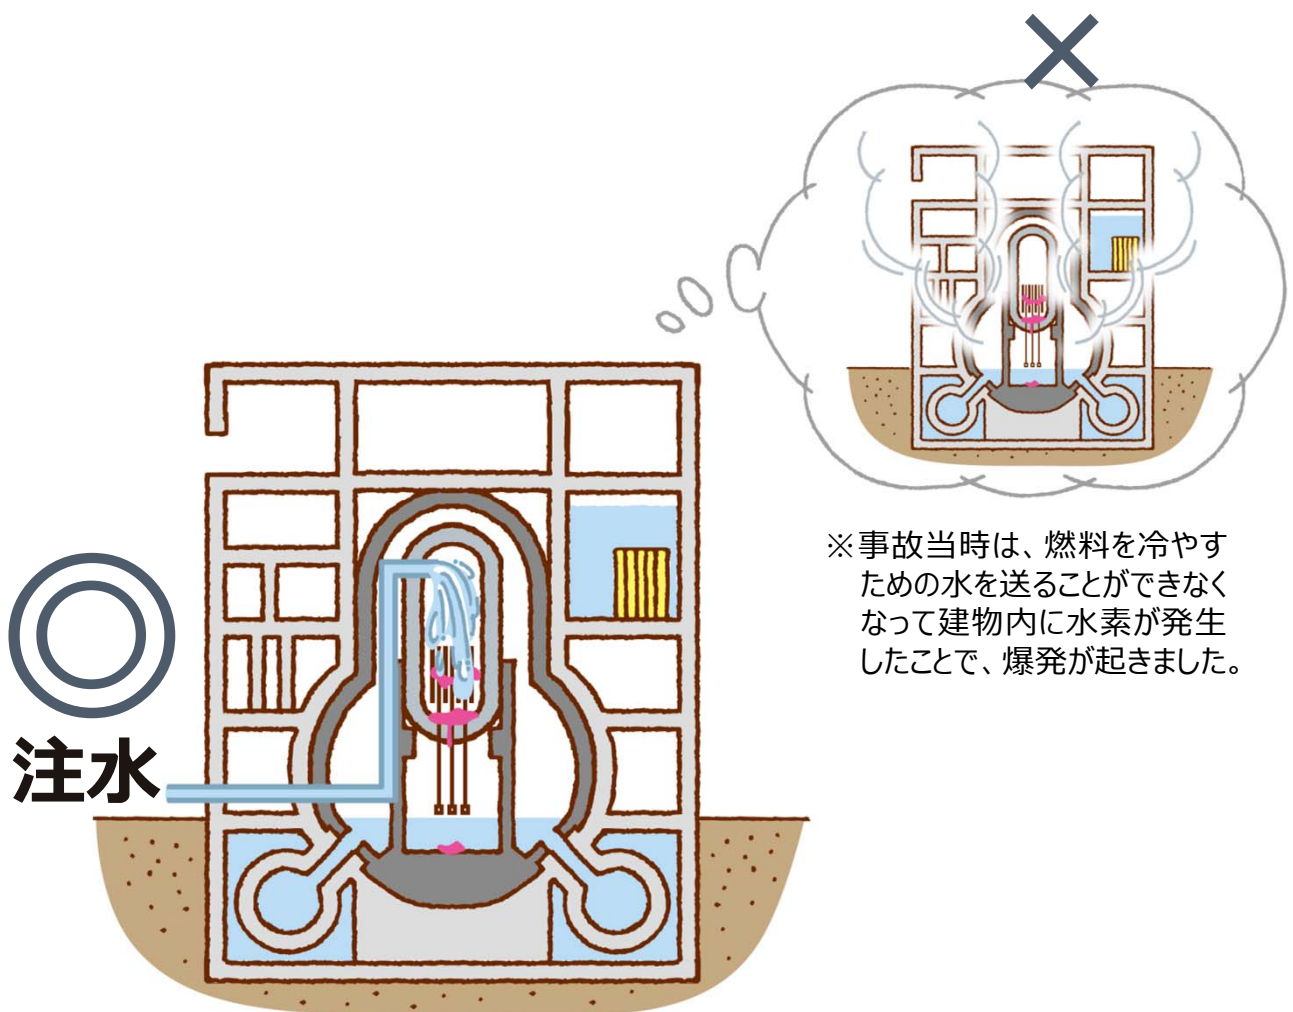 ※事故当時は、燃料を冷やす
ための水を送ることができなく
なって建物内に水素が発生
したことで、爆発が起きました。
注水